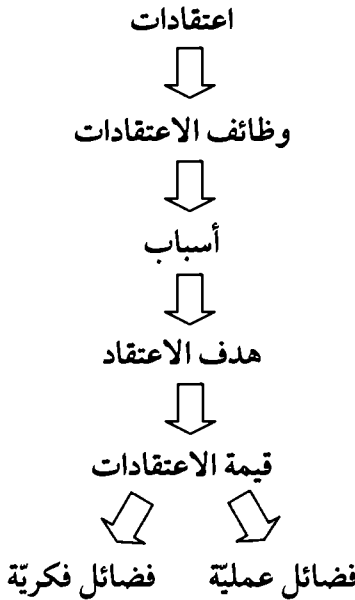 اعتقادات
وظائف الاعتقادات
أسباب
هدف الاعتقاد
قيمة الاعتقادات
فضائل عمليّة
فضائل فكريّة